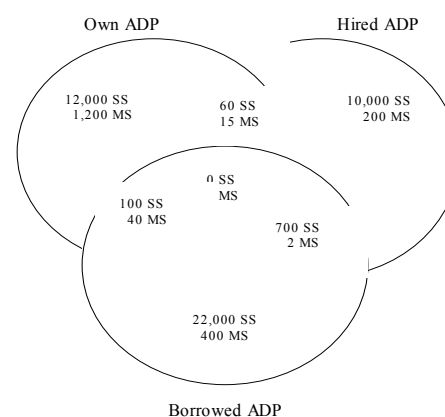 Own ADP
Hired ADP
12,000 SS
1,200 MS
60 SS
15 MS
10,000 SS
200 MS
SS
MS
100 SS
40 MS
700 SS
2 MS
22,000 SS
400 MS
Borrowed ADP